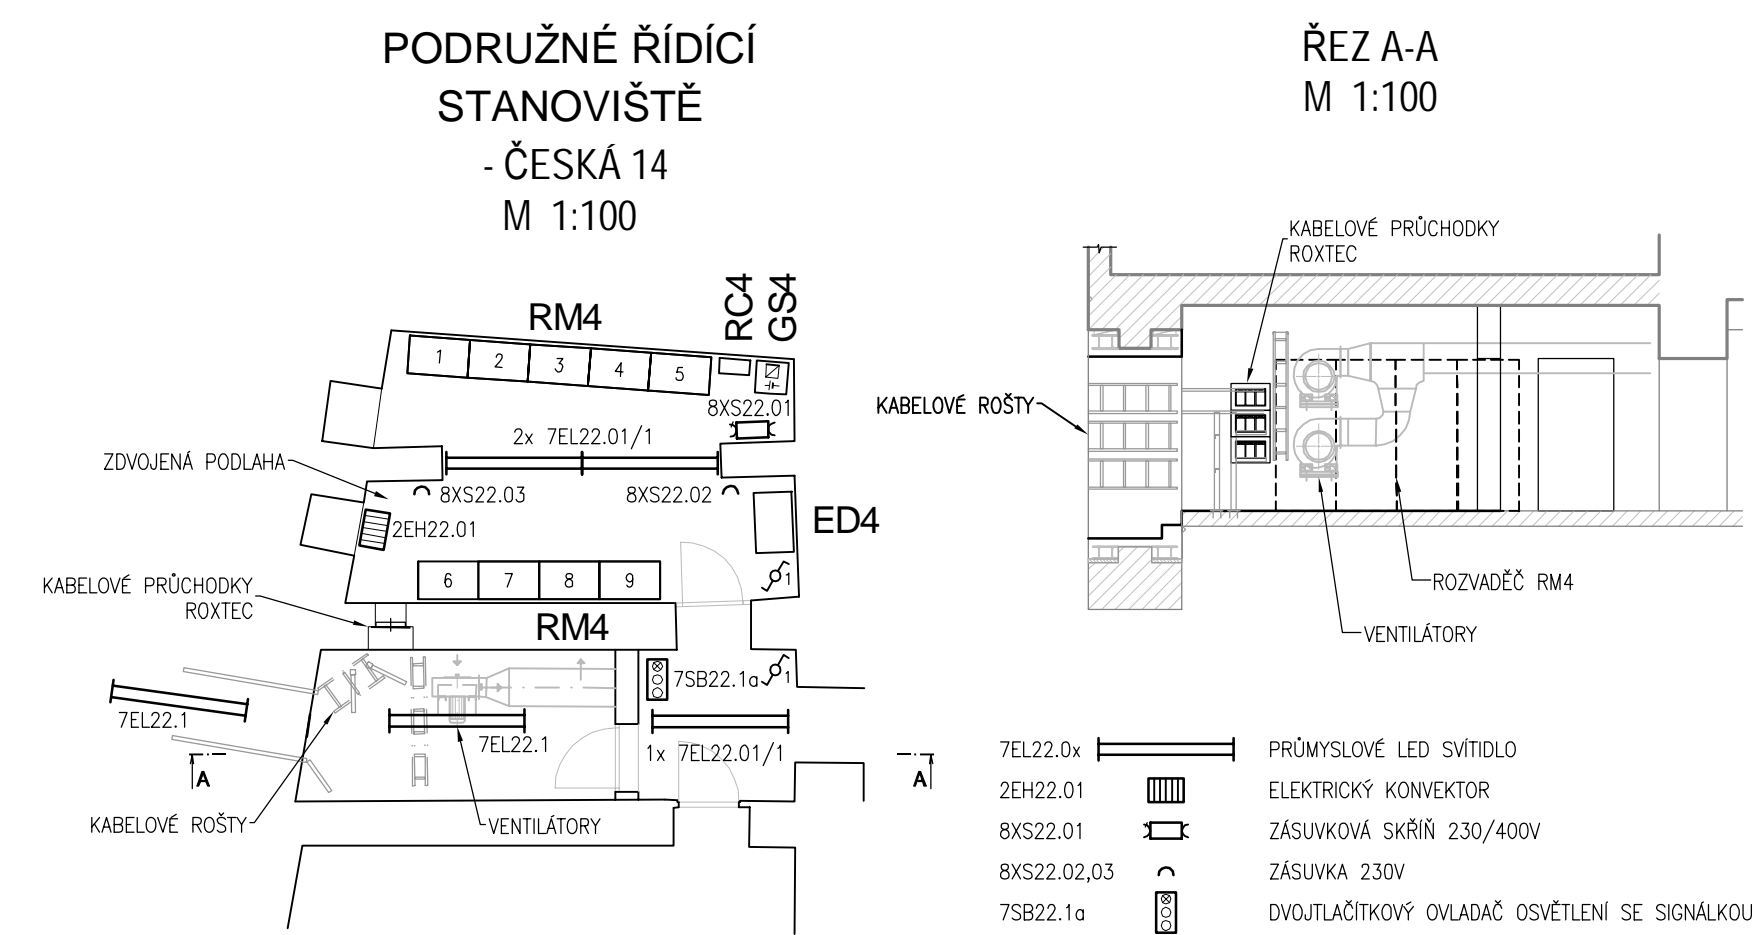 PODRUŽNÉ ŘÍDÍCÍ
STANOVIŠTĚ
- ČESKÁ 14
M 1:100
ŘEZ A-A
M 1:100
RM4
RC4
GS4
1
2
3
4
5
8XS22.01
2x 7EL22.01/1
ZDVOJENÁ PODLAHA
8XS22.03
8XS22.02
2EH22.01
ED4
6
7
8
9
1
KABELOVÉ PRŮCHODKY
ROXTEC
RM4
7SB22.1a
1
7EL22.1
7EL22.1
1x 7EL22.01/1
A
A
KABELOVÉ ROŠTY
VENTILÁTORY
KABELOVÉ PRŮCHODKY
ROXTEC
KABELOVÉ ROŠTY
ROZVADĚČ RM4
VENTILÁTORY
7EL22.0x PRŮMYSLOVÉ LED SVÍTIDLO
2EH22.01 ELEKTRICKÝ KONVEKTOR
8XS22.01 ZÁSUVKOVÁ SKŘÍŇ 230/400V
8XS22.02,03 ZÁSUVKA 230V
7SB22.1a DVOJTLAČÍTKOVÝ OVLADAČ OSVĚTLENÍ SE SIGNÁLKOU